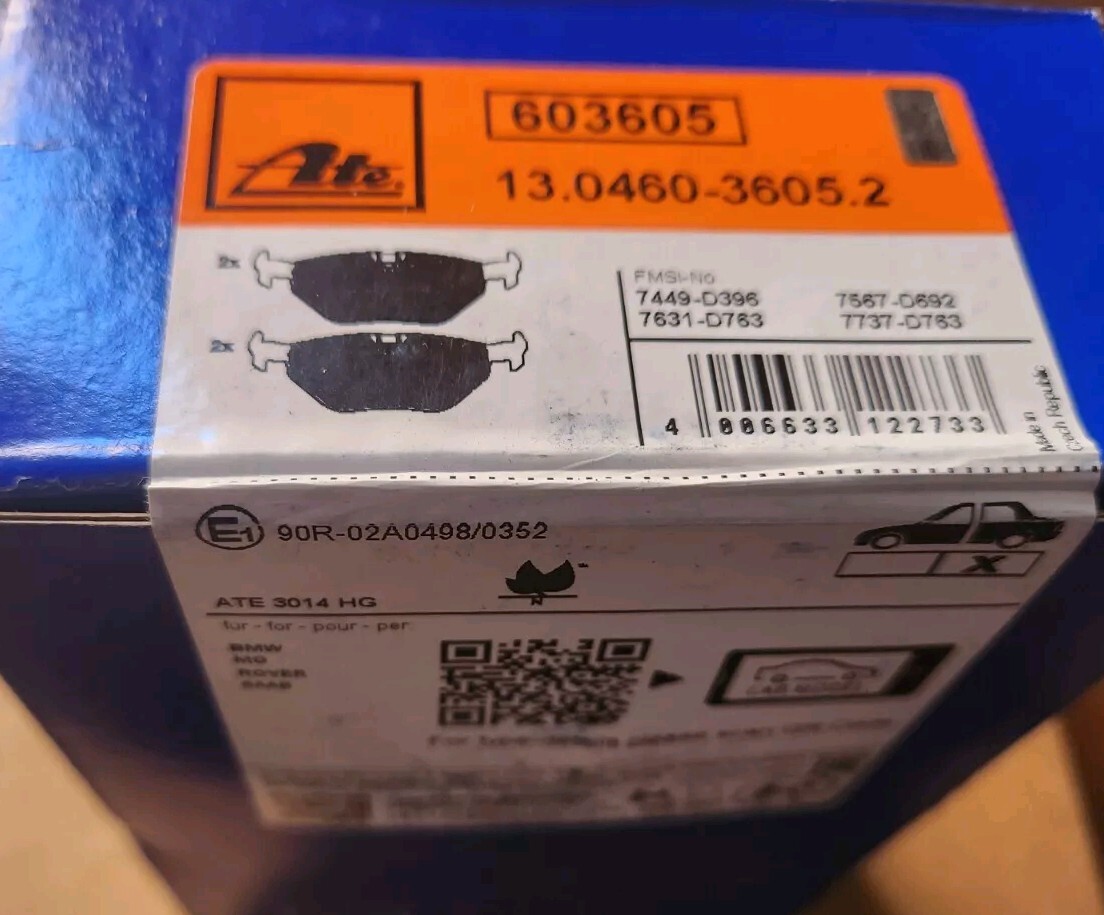 Ate
603605
13.0460-3605.2
2x
2x
FMSI-No
7449-D396 7567-D692
7631-D763 7737-D763
4 006633 122733
Made in
Czech Republic
E1 90R-02A0498/0352
X
N
ATE 3014 HG
für - for - pour - per:
BMW
MG
ROVER
SAAB